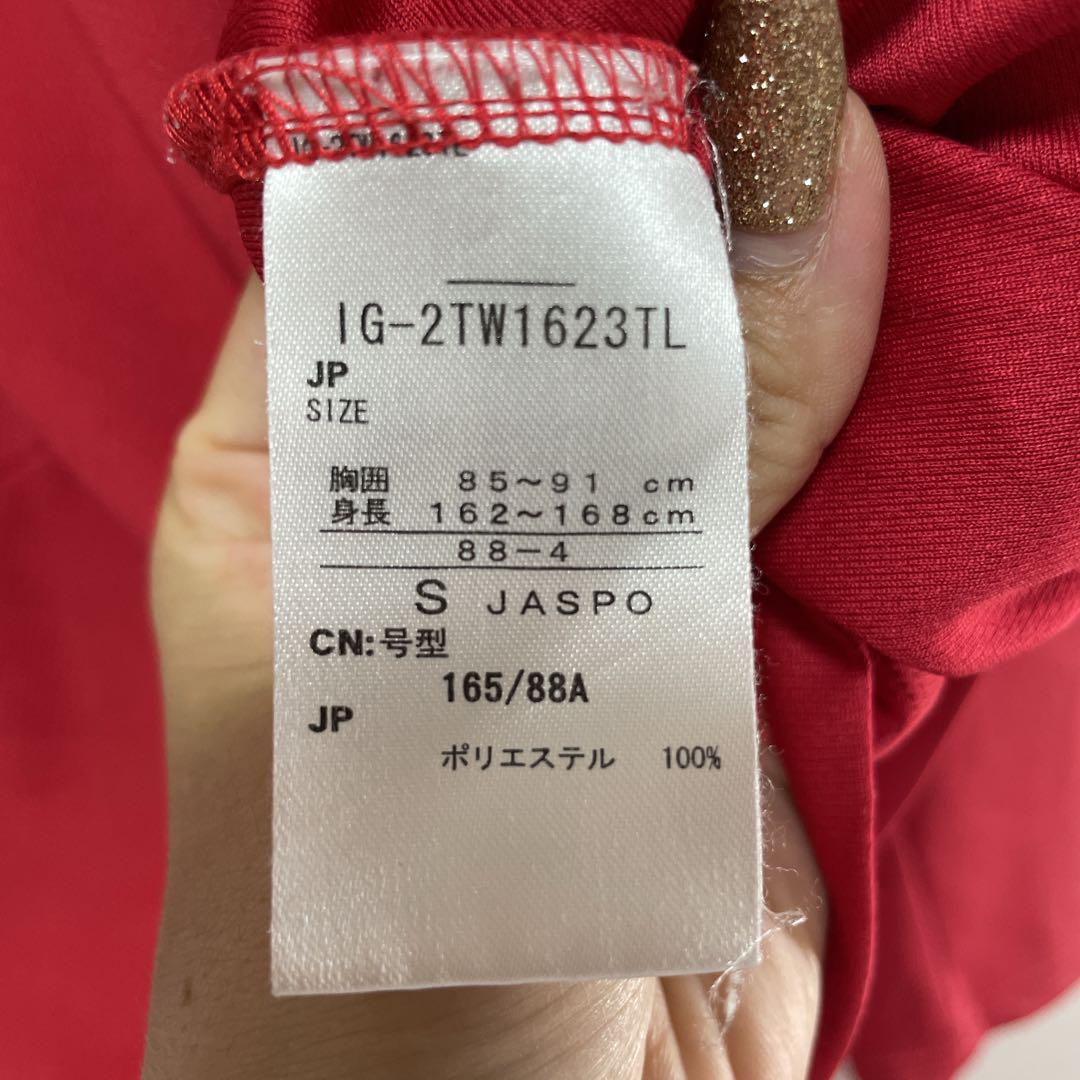 IG-2TW1623TL
JP
SIZE
胸囲 85～91 cm
身長 162～168cm
88-4
S JASPO
CN:号型
165/88A
JP
ポリエステル 100%